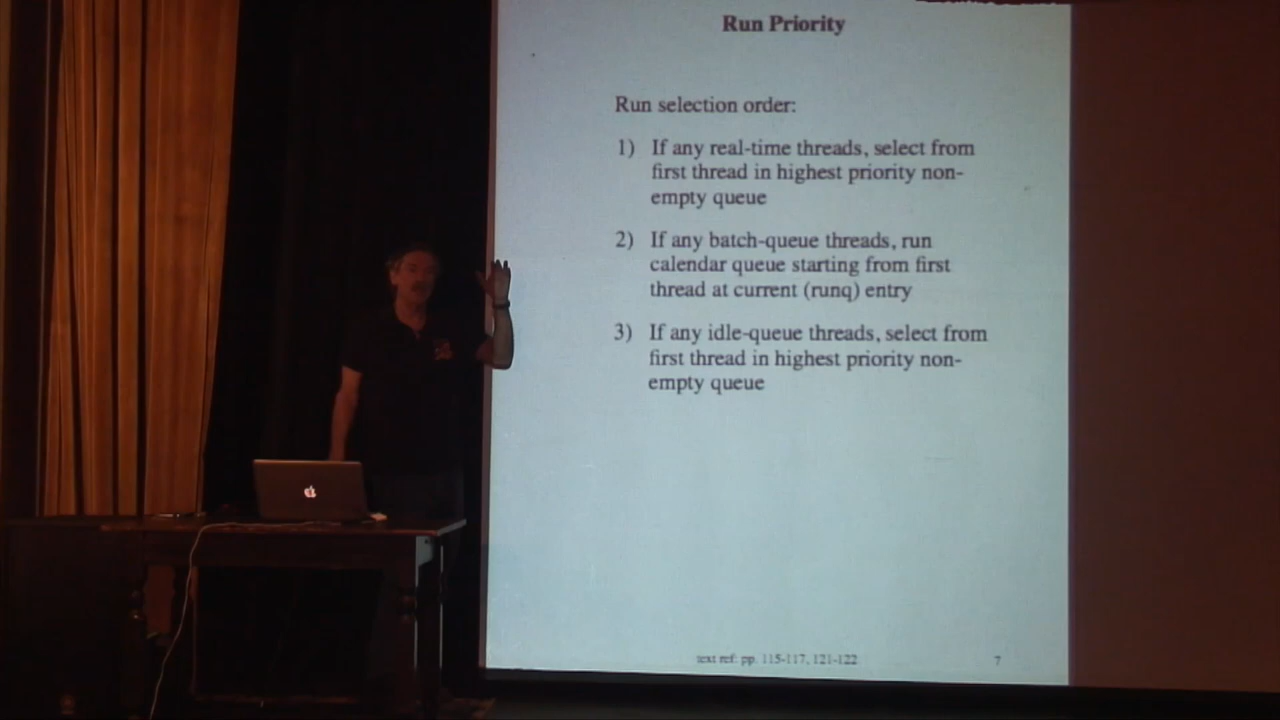 Run Priority
Run selection order:
1) If any real-time threads, select from
first thread in highest priority non-
empty queue
2) If any batch-queue threads, run
calendar queue starting from first
thread at current (runq) entry
3) If any idle-queue threads, select from
first thread in highest priority non-
empty queue
text ref: pp. 115-117, 121-122
7